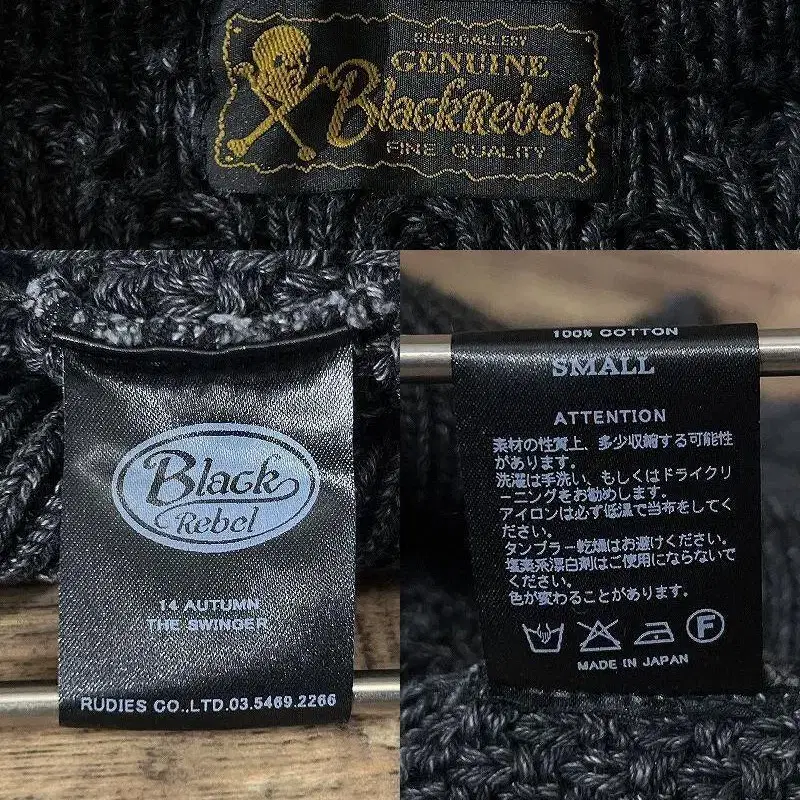 RUDE GALLERY
GENUINE
BlackRebel
FINE QUALITY
Black
Rebel
14 AUTUMN
THE SWINGER
RUDIES CO.,LTD.03.5469.2266
100% COTTON
SMALL
ATTENTION
素材の性質上、多少収縮する可能性
があります。
洗濯は手洗い、もしくはドライクリ
ーニングをお勧めします。
アイロンは必ず低温で当布をしてく
ださい。
タンブラー乾燥はお避けください。
塩素系漂白剤はご使用にならないで
ください。
色が変わることがあります。
F
MADE IN JAPAN